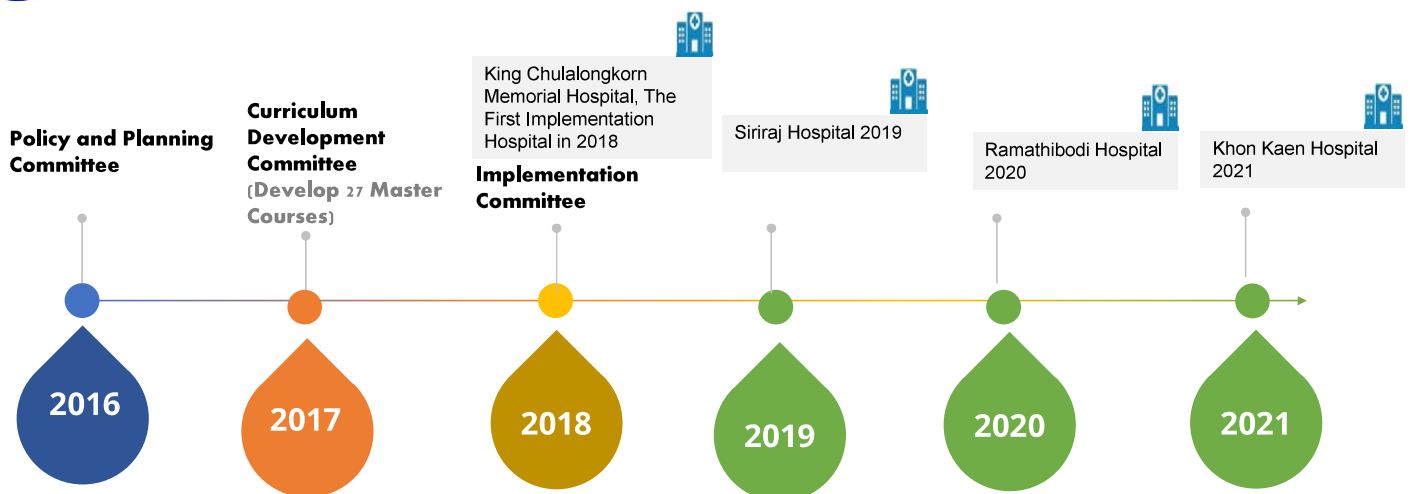 Policy and Planning
Committee
Curriculum
Development
Committee
(Develop 27 Master
Courses)
King Chulalongkorn
Memorial Hospital, The
First Implementation
Hospital in 2018
Implementation
Committee
Siriraj Hospital 2019
Ramathibodi Hospital
2020
Khon Kaen Hospital
2021
2016
2017
2018
2019
2020
2021